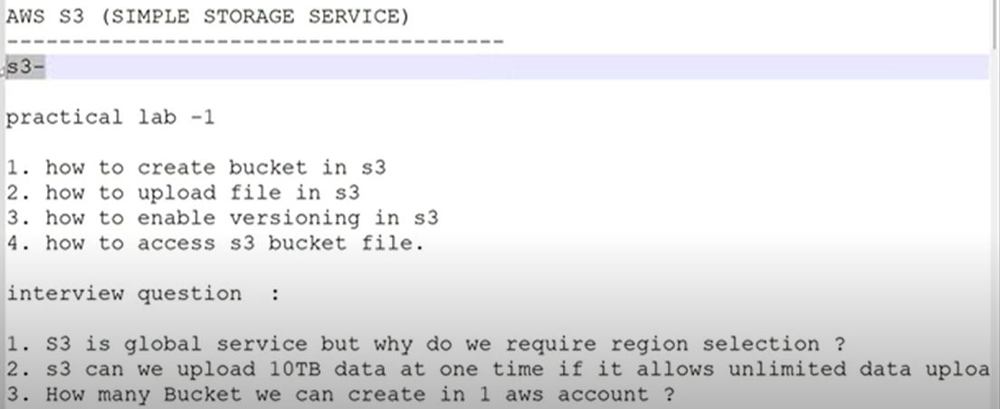 AWS S3 (SIMPLE STORAGE SERVICE)
--------------------------------------
s3-
practical lab -1
1. how to create bucket in s3
2. how to upload file in s3
3. how to enable versioning in s3
4. how to access s3 bucket file.
interview question  :
1. S3 is global service but why do we require region selection ?
2. s3 can we upload 10TB data at one time if it allows unlimited data uploa
3. How many Bucket we can create in 1 aws account ?